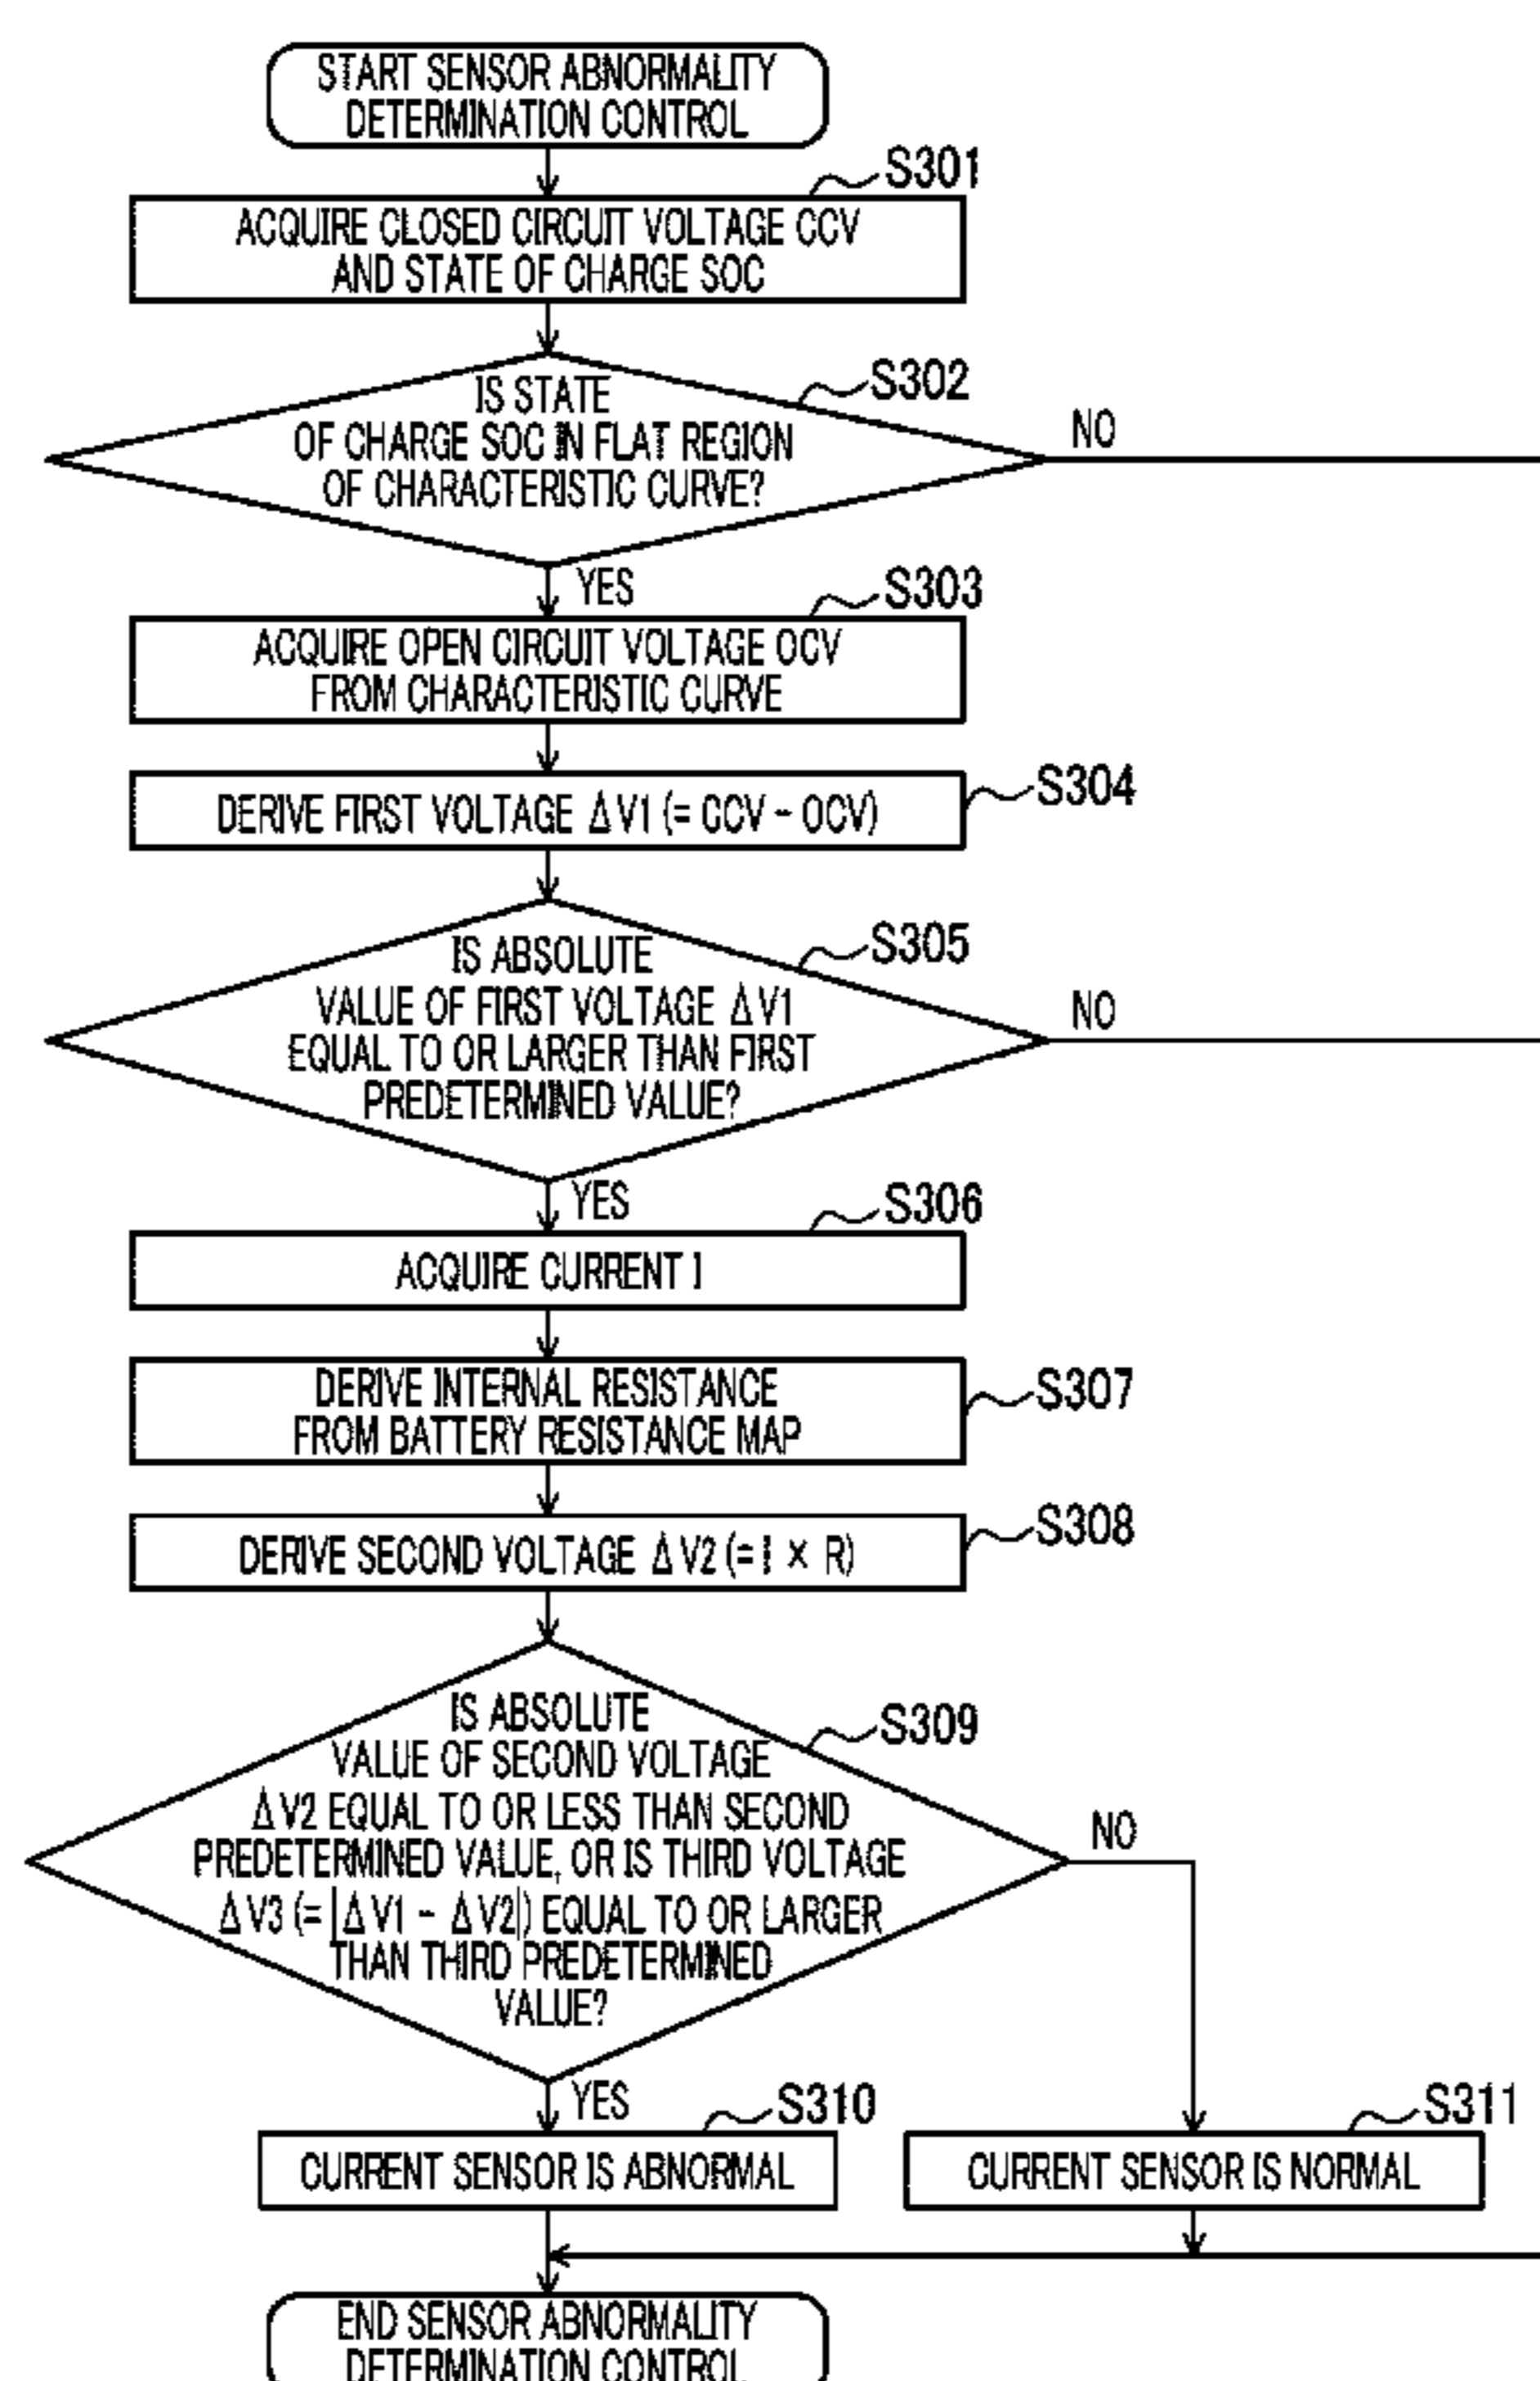 START SENSOR ABNORMALITY
DETERMINATION CONTROL
S301
ACQUIRE CLOSED CIRCUIT VOLTAGE CCV
AND STATE OF CHARGE SOC
S302
IS STATE
OF CHARGE SOC IN FLAT REGION
OF CHARACTERISTIC CURVE?
NO
YES
S303
ACQUIRE OPEN CIRCUIT VOLTAGE OCV
FROM CHARACTERISTIC CURVE
S304
DERIVE FIRST VOLTAGE ΔV1 (= CCV - OCV)
S305
IS ABSOLUTE
VALUE OF FIRST VOLTAGE ΔV1
EQUAL TO OR LARGER THAN FIRST
PREDETERMINED VALUE?
NO
YES
S306
ACQUIRE CURRENT I
S307
DERIVE INTERNAL RESISTANCE
FROM BATTERY RESISTANCE MAP
S308
DERIVE SECOND VOLTAGE ΔV2 (= I × R)
S309
IS ABSOLUTE
VALUE OF SECOND VOLTAGE
ΔV2 EQUAL TO OR LESS THAN SECOND
PREDETERMINED VALUE, OR IS THIRD VOLTAGE
ΔV3 (= |ΔV1 - ΔV2|) EQUAL TO OR LARGER
THAN THIRD PREDETERMINED
VALUE?
NO
YES
S310
CURRENT SENSOR IS ABNORMAL
S311
CURRENT SENSOR IS NORMAL
END SENSOR ABNORMALITY
DETERMINATION CONTROL